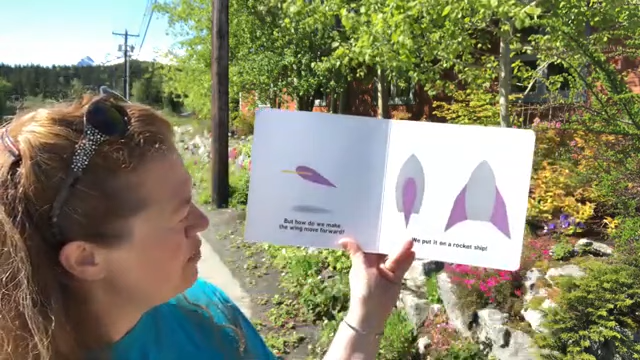 But how do we make
the wing move forward?
We put it on a rocket ship!